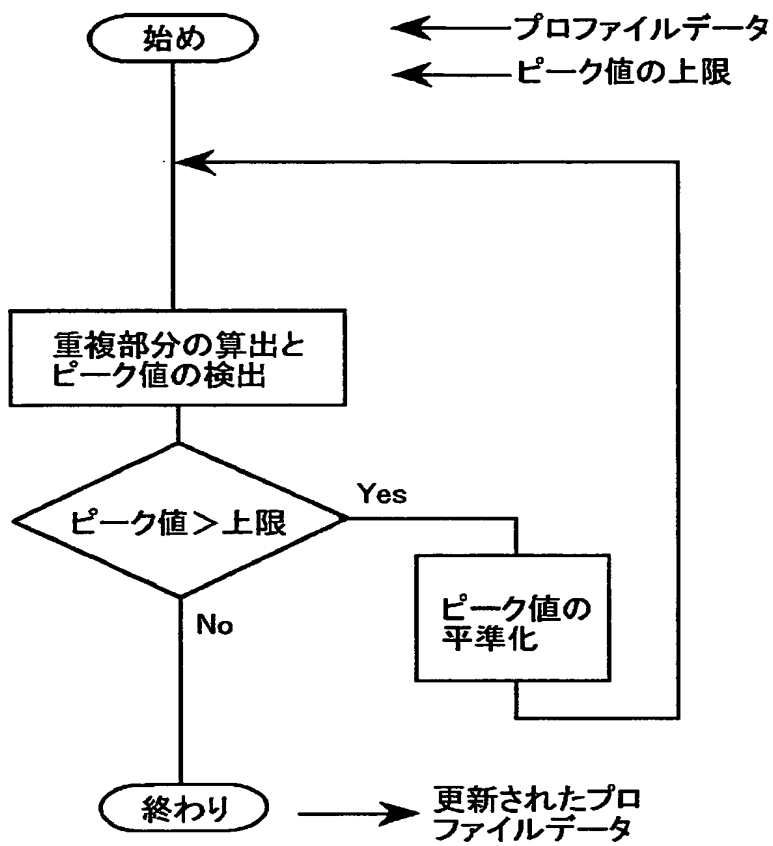 始め
プロファイルデータ
ピーク値の上限
重複部分の算出と
ピーク値の検出
ピーク値＞上限
Yes
ピーク値の
平準化
No
終わり
更新されたプロ
ファイルデータ